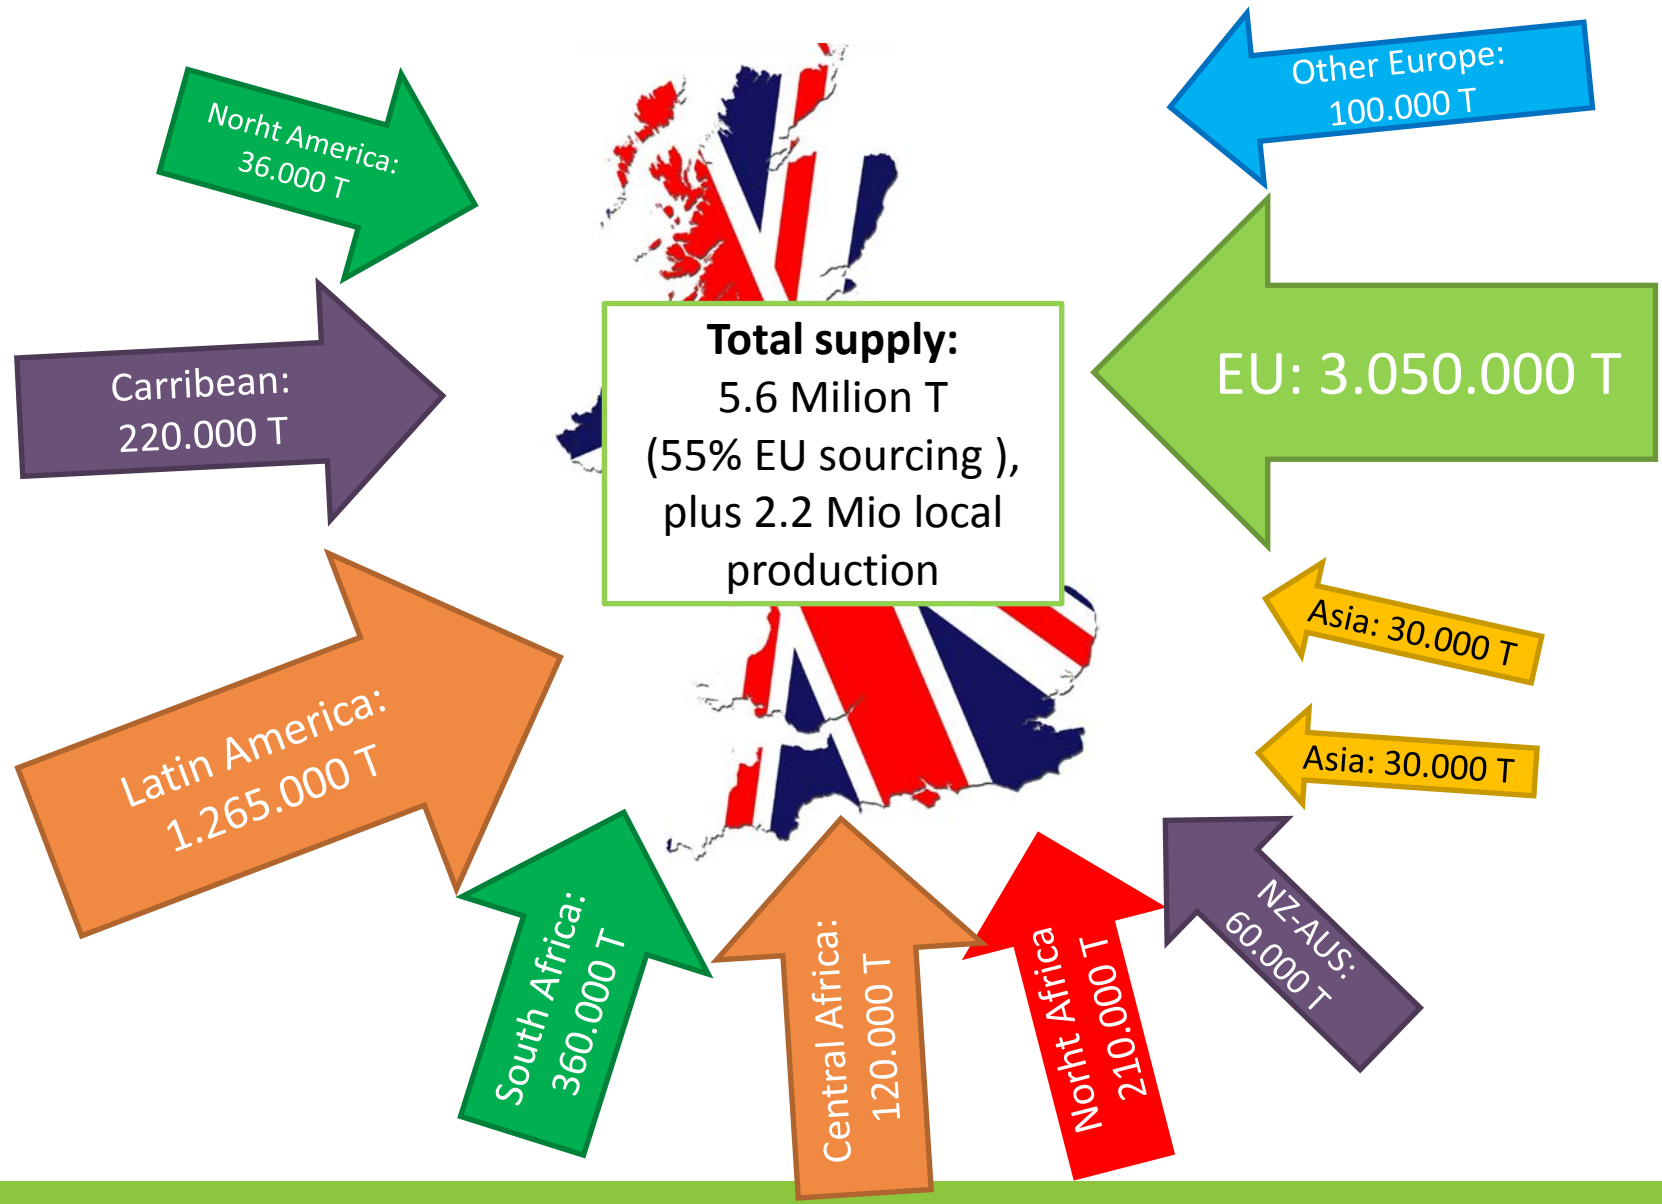 Norht America:
36.000 T
Other Europe:
100.000 T
Carribean:
220.000 T
Total supply:
5.6 Milion T
(55% EU sourcing ),
plus 2.2 Mio local
production
EU: 3.050.000 T
Latin America:
1.265.000 T
Asia: 30.000 T
Asia: 30.000 T
South Africa:
360.000 T
Central Africa:
120.000 T
Norht Africa
210.000 T
NZ-AUS:
60.000 T